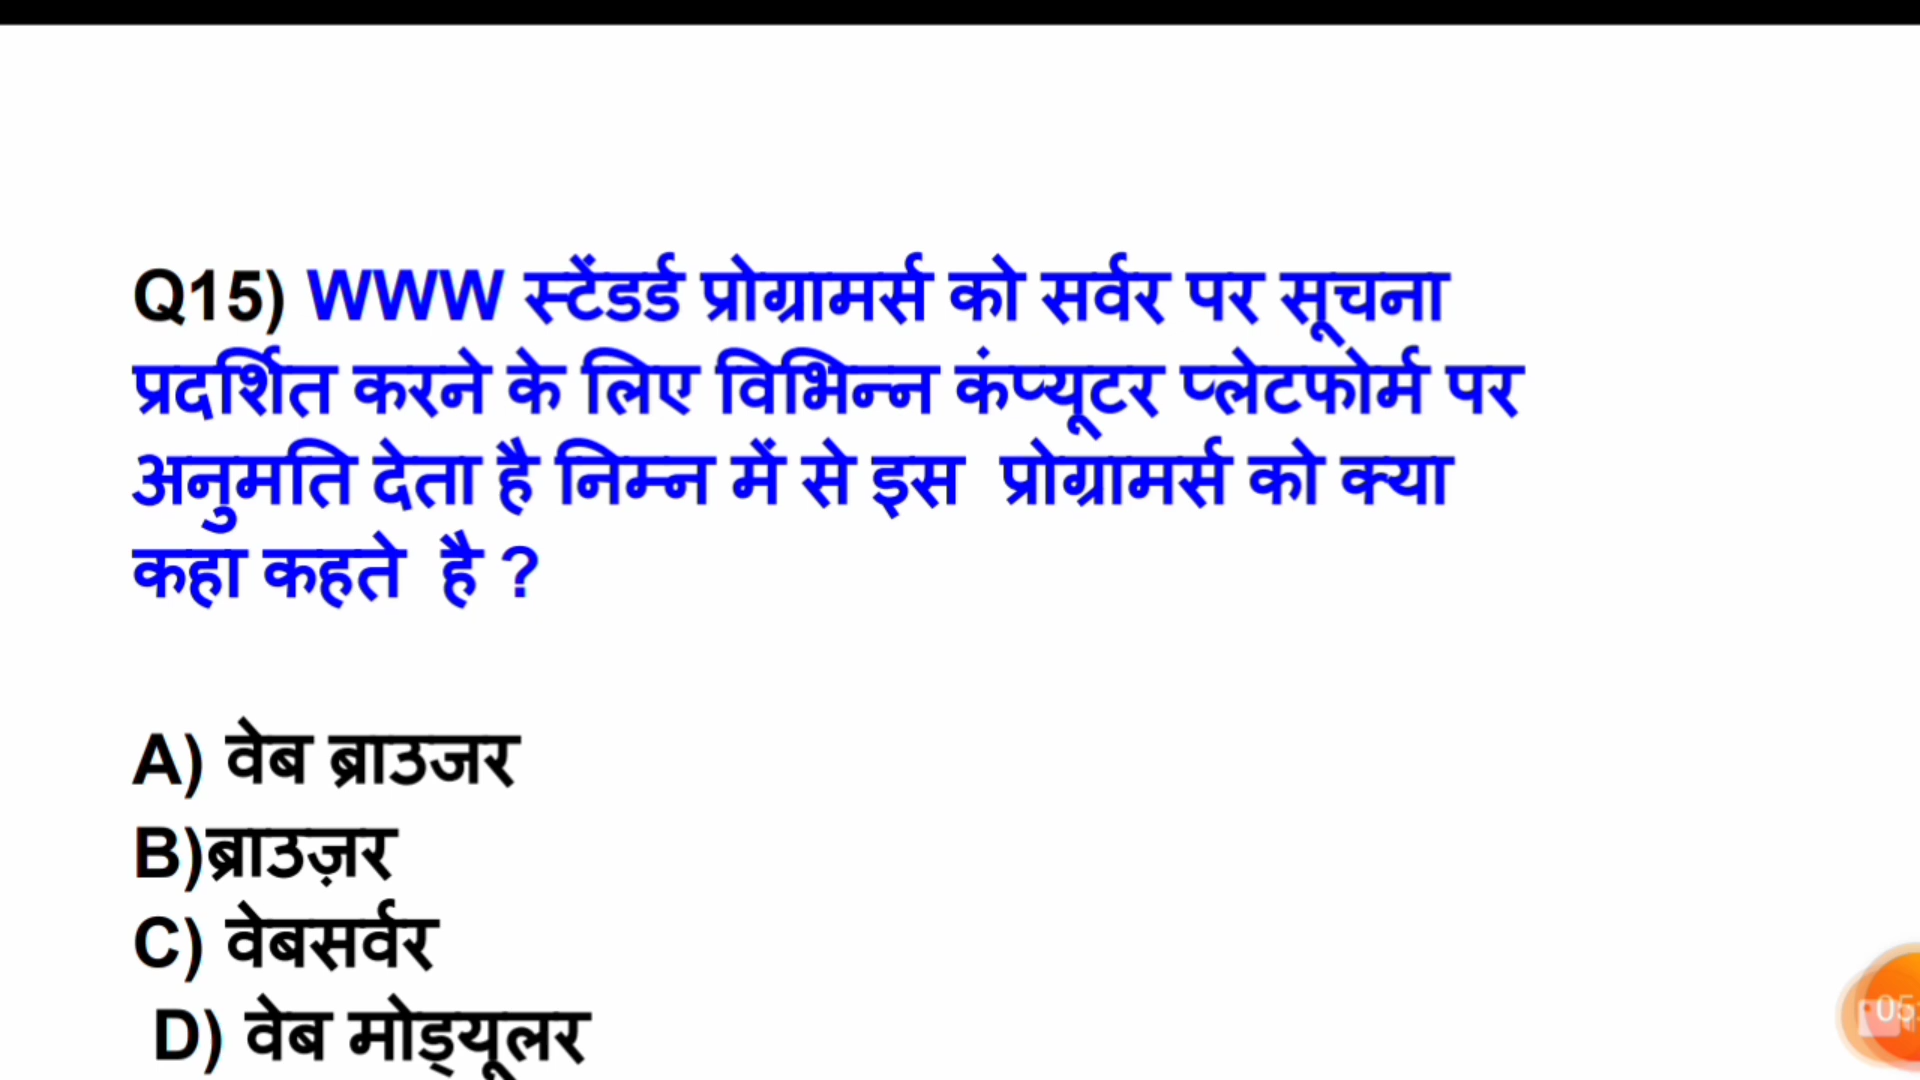 Q15) WWW स्टेंडर्ड प्रोग्रामर्स को सर्वर पर सूचना
प्रदर्शित करने के लिए विभिन्न कंप्यूटर प्लेटफोर्म पर
अनुमति देता है निम्न में से इस प्रोग्रामर्स को क्या
कहा कहते है ?
A) वेब ब्राउजर
B)ब्राउज़र
C) वेबसर्वर
D) वेब मोड्यूलर